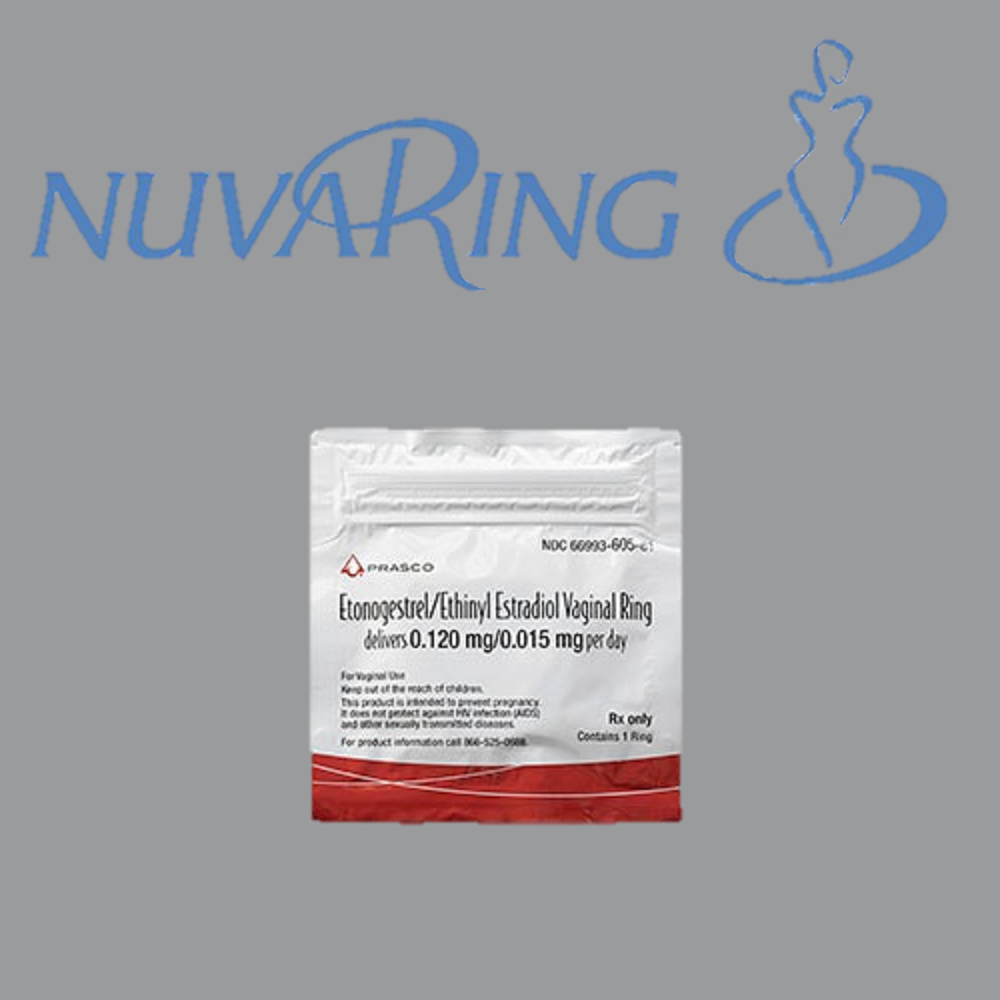 NUVARING
NDC 66993-605-
PRASCO
Etonogestrel/Ethinyl Estradiol Vaginal Ring
delivers 0.120 mg/0.015 mg per day
For Vaginal Use
Keep out of the reach of children.
This product is intended to prevent pregnancy.
It does not protect against HIV infection (AIDS)
and other sexually transmitted diseases.
Rx only
Contains 1 Ring
For product information call 866-525-0688.